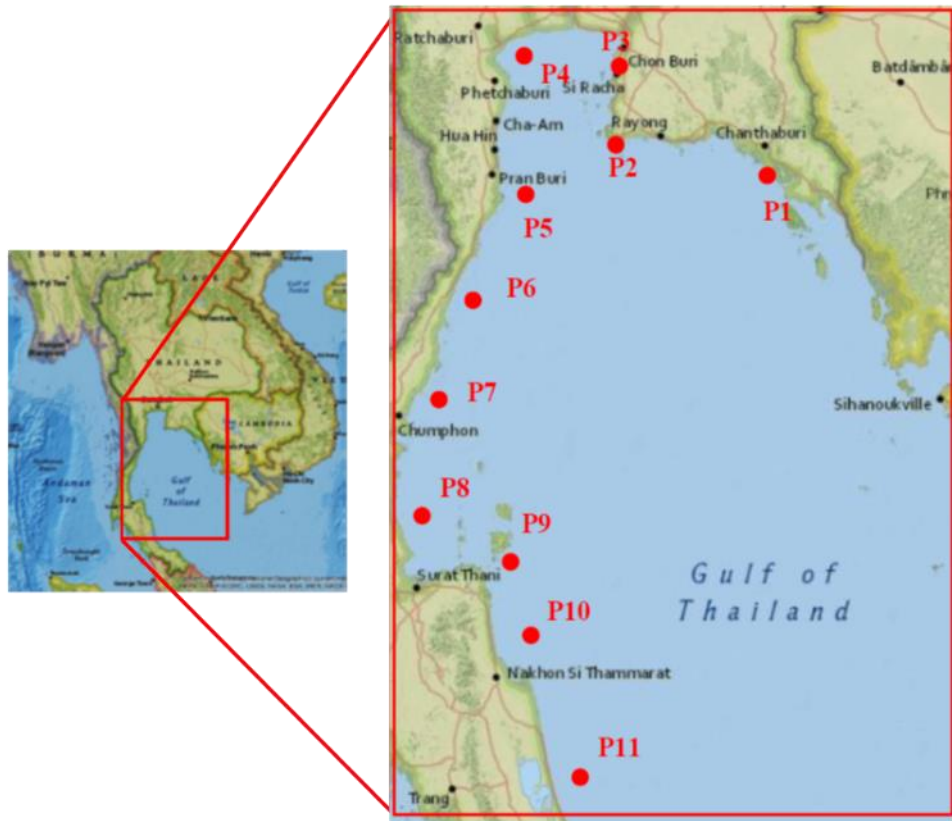 Ratchaburi
P3
Chon Buri
P4
Batdâmbâng
Phetchaburi
Si Racha
Cha-Am
Rayong
Hua Hin
Chanthaburi
P2
Pran Buri
P1
P5
P6
P7
Sihanoukville
Chumphon
P8
P9
Surat Thani
Gulf of
Thailand
P10
Nakhon Si Thammarat
P11
Trang
LAOS
THAILAND
CAMBODIA
Gulf
of
Thailand
Andaman
Sea